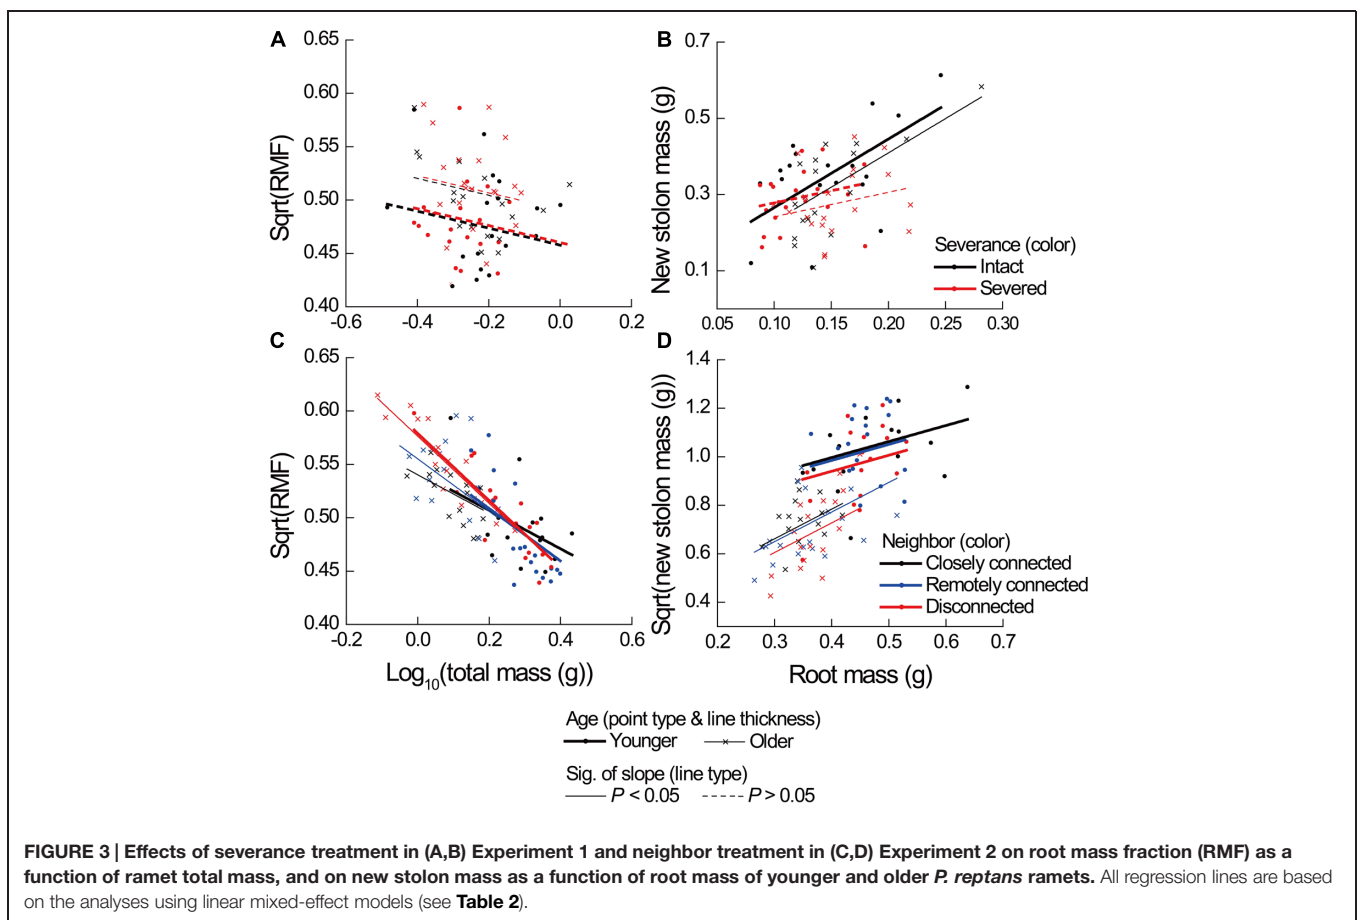 A
0.65
0.60
0.55
0.50
0.45
0.40
Sqrt(RMF)
-0.6 -0.4 -0.2 0.0 0.2
B
0.7
0.5
0.3
0.1
New stolon mass (g)
0.05 0.10 0.15 0.20 0.25 0.30
Severance (color)
Intact
Severed
C
0.65
0.60
0.55
0.50
0.45
0.40
Sqrt(RMF)
-0.2 0.0 0.2 0.4 0.6
Log10(total mass (g))
D
1.4
1.2
1.0
0.8
0.6
0.4
Sqrt(new stolon mass (g))
0.2 0.3 0.4 0.5 0.6 0.7
Root mass (g)
Neighbor (color)
Closely connected
Remotely connected
Disconnected
Age (point type & line thickness)
Younger Older
Sig. of slope (line type)
P < 0.05 P > 0.05
FIGURE 3 | Effects of severance treatment in (A,B) Experiment 1 and neighbor treatment in (C,D) Experiment 2 on root mass fraction (RMF) as a
function of ramet total mass, and on new stolon mass as a function of root mass of younger and older P. reptans ramets. All regression lines are based
on the analyses using linear mixed-effect models (see Table 2).